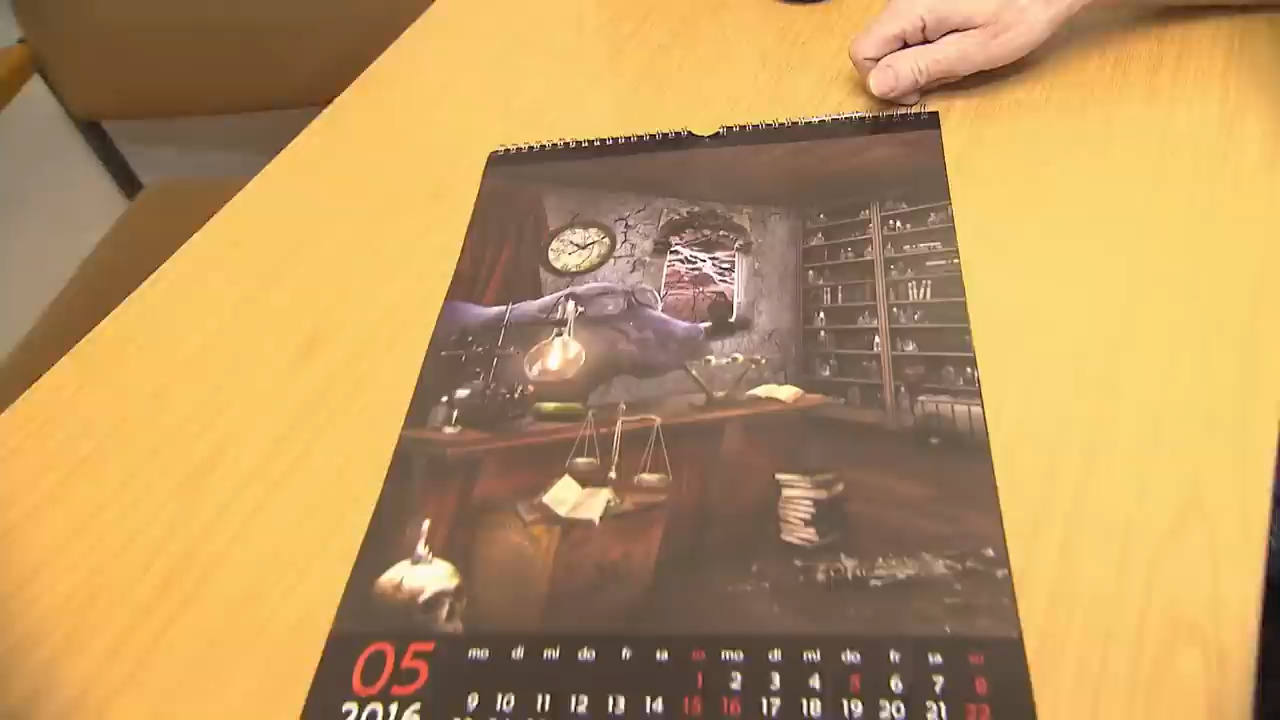 05
mo di mi do fr sa so mo di mi do fr sa so
1 2 3 4 5 6 7 8
2016
9 10 11 12 13 14 15 16 17 18 19 20 21 22